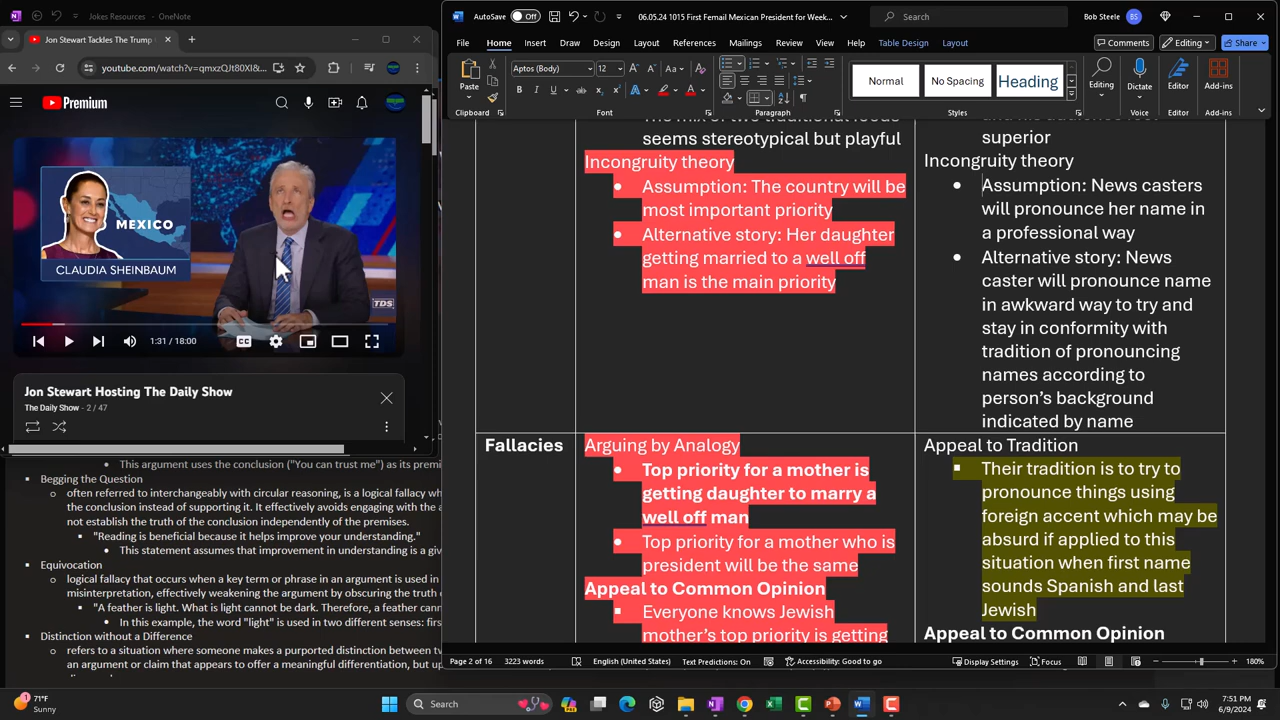 Jokes Resources - OneNote
Jon Stewart Tackles The Trump
youtube.com/watch?v=qmxzQJt80XI&...
Premium
MEXICO
CLAUDIA SHEINBAUM
TDS
1:31 / 18:00
Jon Stewart Hosting The Daily Show
The Daily Show - 2 / 47
This argument uses the conclusion ("You can trust me") as its premi
Begging the Question
often referred to interchangeably with circular reasoning, is a logical fallacy wh
the conclusion instead of supporting it. It effectively avoids engaging with the
not establish the truth of the conclusion independently of the premises.
"Reading is beneficial because it helps improve your understanding."
This statement assumes that improvement in understanding is a giv
Equivocation
logical fallacy that occurs when a key term or phrase in an argument is used in
misinterpretation, effectively weakening the argument by obscuring the truth
"A feather is light. What is light cannot be dark. Therefore, a feather
In this example, the word "light" is used in two different senses: first
Distinction without a Difference
refers to a situation where someone makes a purported distinction between t
an argument or claim that appears to offer a meaningful differentiation, but up
AutoSave Off
06.05.24 1015 First Femail Mexican President for Week...
Search
Bob Steele BS
File Home Insert Draw Design Layout References Mailings Review View Help Table Design Layout
Comments Editing Share
Paste
Aptos (Body) 12
Normal No Spacing Heading
Editing Dictate Editor Add-ins
Clipboard Font Paragraph Styles Voice Editor Add-ins
seems stereotypical but playful
Incongruity theory
Assumption: The country will be
most important priority
Alternative story: Her daughter
getting married to a well off
man is the main priority
superior
Incongruity theory
Assumption: News casters
will pronounce her name in
a professional way
Alternative story: News
caster will pronounce name
in awkward way to try and
stay in conformity with
tradition of pronouncing
names according to
person's background
indicated by name
Fallacies
Arguing by Analogy
Top priority for a mother is
getting daughter to marry a
well off man
Top priority for a mother who is
president will be the same
Appeal to Common Opinion
Everyone knows Jewish
mother's top priority is getting
Appeal to Tradition
Their tradition is to try to
pronounce things using
foreign accent which may be
absurd if applied to this
situation when first name
sounds Spanish and last
Jewish
Appeal to Common Opinion
Page 2 of 16 3223 words English (United States) Text Predictions: On Accessibility: Good to go Display Settings Focus 180%
71°F
Sunny
Search
7:51 PM
6/9/2024